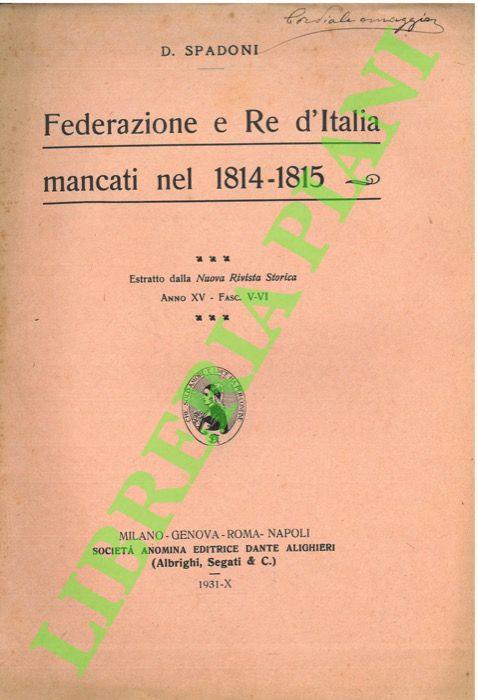 Cordiale omaggio
D. SPADONI
Federazione e Re d'Italia
mancati nel 1814-1815
Estratto dalla Nuova Rivista Storica
ANNO XV - FASC. V-VI
MILANO-GENOVA-ROMA-NAPOLI
SOCIETÀ ANOMINA EDITRICE DANTE ALIGHIERI
(Albrighi, Segati & C.)
1931-X
LIBRERIA PIANI